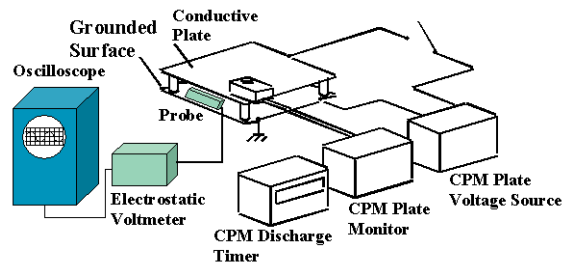 Conductive
Plate
Grounded
Surface
Oscilloscope
Probe
Electrostatic
Voltmeter
CPM Plate
Voltage Source
CPM Plate
Monitor
CPM Discharge
Timer